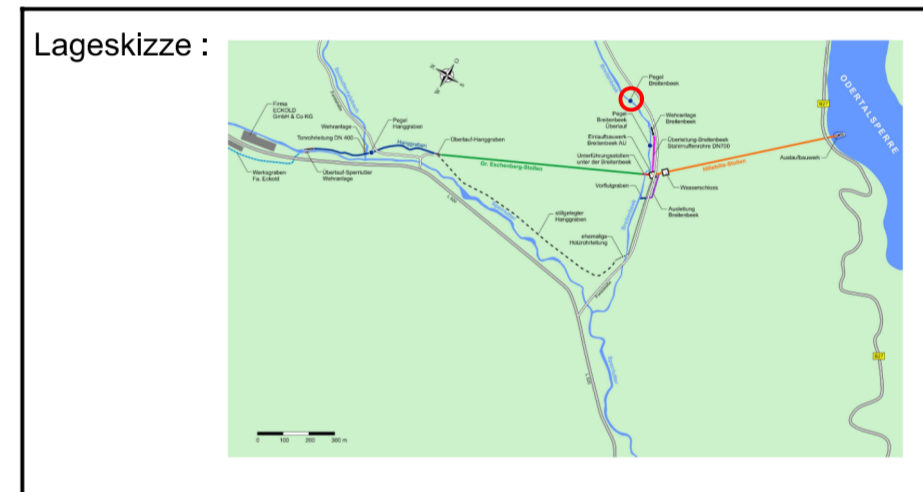 Lageskizze :
Firma
ECKOLD
GmbH & Co KG
Wehranlage
Tonrohrleitung DN 400
Pegel
Hanggraben
Hanggraben
Überlauf-Hanggraben
Werksgraben
Fa. Eckold
Überlauf-Sperrlutter
Wehranlage
Gr. Eschenberg-Stollen
stillgelegter
Hanggraben
ehemalige
Holzrohrleitung
Pegel
Breitenbeek
Pegel
Breitenbeek
Überlauf
Wehranlage
Breitenbeek
Einlaufbauwerk
Breitenbeek AU
Überleitung-Breitenbeek
Stahlmuffenrohre DN700
Unterführungsstollen
unter der Breitenbeek
Vorflutgraben
Wasserschloss
Ausleitung
Breitenbeek
Hillebille-Stollen
Auslaufbauwerk
ODERTALSPERRE
B27
B27
0 100 200 300 m